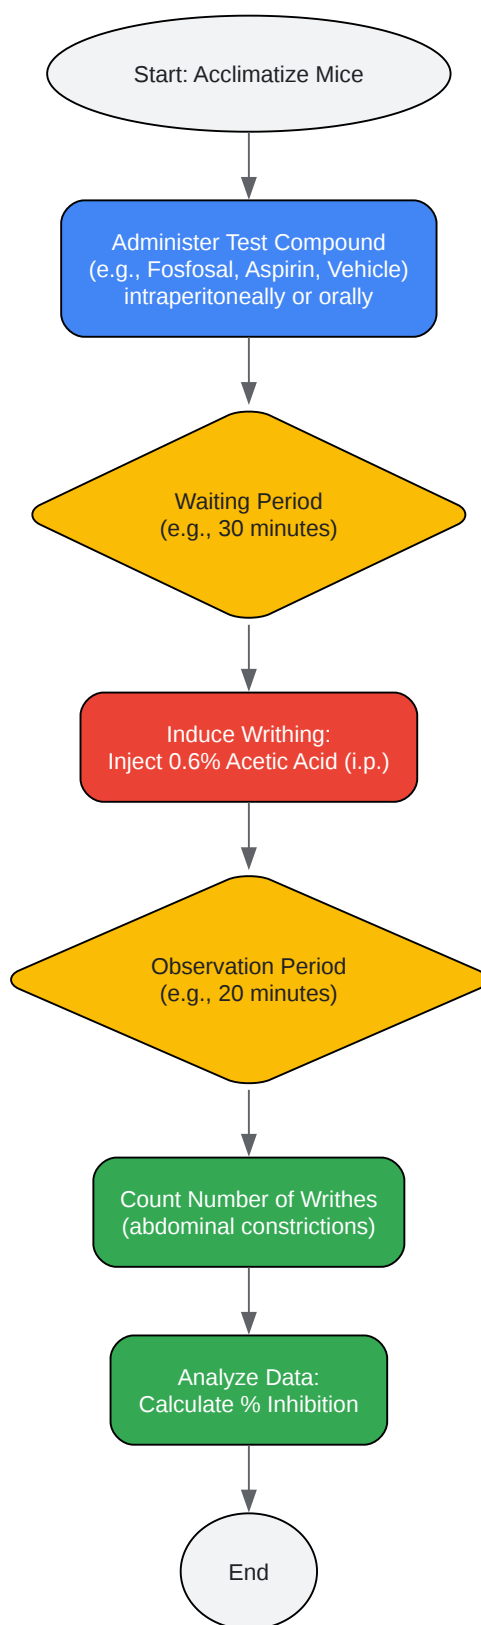 Start: Acclimatize Mice
Administer Test Compound
(e.g., Fosfosal, Aspirin, Vehicle)
intraperitoneally or orally
Waiting Period
(e.g., 30 minutes)
Induce Writhing:
Inject 0.6% Acetic Acid (i.p.)
Observation Period
(e.g., 20 minutes)
Count Number of Writhes
(abdominal constrictions)
Analyze Data:
Calculate % Inhibition
End